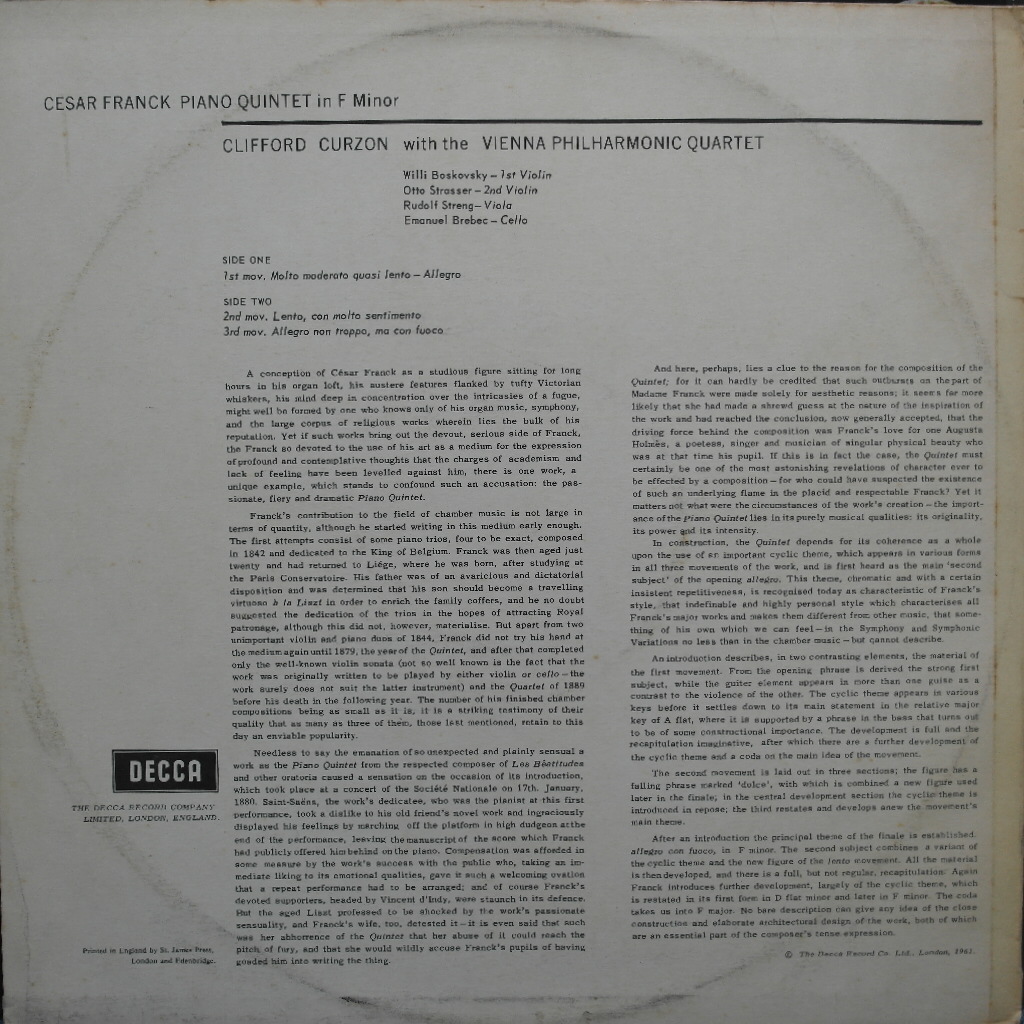 CESAR FRANCK PIANO QUINTET in F Minor
CLIFFORD CURZON with the VIENNA PHILHARMONIC QUARTET
Willi Boskovsky – 1st Violin
Otto Strasser – 2nd Violin
Rudolf Streng – Viola
Emanuel Brebec – Cello
SIDE ONE
1st mov. Molto moderato quasi lento – Allegro
SIDE TWO
2nd mov. Lento, con molto sentimento
3rd mov. Allegro non troppo, ma con fuoco
A conception of César Franck as a studious figure sitting for long
hours in his organ loft, his austere features flanked by tufty Victorian
whiskers, his mind deep in concentration over the intricacies of a fugue,
might well be formed by one who knows only of his organ music, symphony,
and the large corpus of religious works wherein lies the bulk of his
reputation. Yet if such works bring out the devout, serious side of Franck,
the Franck so devoted to the use of his art as a medium for the expression
of profound and contemplative thoughts that the charges of academism and
lack of feeling have been levelled against him, there is one work, a
unique example, which stands to confound such an accusation: the pas-
sionate, fiery and dramatic Piano Quintet.
Franck's contribution to the field of chamber music is not large in
terms of quantity, although he started writing in this medium early enough.
The first attempts consist of some piano trios, four to be exact, composed
in 1842 and dedicated to the King of Belgium. Franck was then aged just
twenty and had returned to Liége, where he was born, after studying at
the Paris Conservatoire. His father was of an avaricious and dictatorial
disposition and was determined that his son should become a travelling
virtuoso à la Liszt in order to enrich the family coffers, and he no doubt
suggested the dedication of the trios in the hopes of attracting Royal
patronage, although this did not, however, materialise. But apart from two
unimportant violin and piano duos of 1844, Franck did not try his hand at
the medium again until 1879, the year of the Quintet, and after that completed
only the well-known violin sonata (not so well known is the fact that the
work was originally written to be played by either violin or cello – the
work surely does not suit the latter instrument) and the Quartet of 1889
before his death in the following year. The number of his finished chamber
compositions being as small as it is, it is a striking testimony of their
quality that as many as three of them, those last mentioned, retain to this
day an enviable popularity.
Needless to say the emanation of so unexpected and plainly sensual a
work as the Piano Quintet from the respected composer of Les Béatitudes
and other oratoria caused a sensation on the occasion of its introduction,
which took place at a concert of the Société Nationale on 17th. January,
1880. Saint-Saëns, the work's dedicatee, who was the pianist at this first
performance, took a dislike to his old friend's novel work and ingraciously
displayed his feelings by marching off the platform in high dudgeon at the
end of the performance, leaving the manuscript of the score which Franck
had publicly offered him behind on the piano. Compensation was afforded in
some measure by the work's success with the public who, taking an im-
mediate liking to its emotional qualities, gave it such a welcoming ovation
that a repeat performance had to be arranged; and of course Franck's
devoted supporters, headed by Vincent d'Indy, were staunch in its defence.
But the aged Liszt professed to be shocked by the work's passionate
sensuality, and Franck's wife, too, detested it – it is even said that such
was her abhorrence of the Quintet that her abuse of it could reach the
pitch of fury, and that she would wildly accuse Franck's pupils of having
goaded him into writing the thing.
And here, perhaps, lies a clue to the reason for the composition of the
Quintet; for it can hardly be credited that such outbursts on the part of
Madame Franck were made solely for aesthetic reasons; it seems far more
likely that she had made a shrewd guess at the nature of the inspiration of
the work and had reached the conclusion, now generally accepted, that the
driving force behind the composition was Franck's love for one Augusta
Holmès, a poetess, singer and musician of singular physical beauty who
was at that time his pupil. If this is in fact the case, the Quintet must
certainly be one of the most astonishing revelations of character ever to
be effected by a composition – for who could have suspected the existence
of such an underlying flame in the placid and respectable Franck? Yet it
matters not what were the circumstances of the work's creation – the import-
ance of the Piano Quintet lies in its purely musical qualities: its originality,
its power and its intensity.
In construction, the Quintet depends for its coherence as a whole
upon the use of an important cyclic theme, which appears in various forms
in all three movements of the work, and is first heard as the main 'second
subject' of the opening allegro. This theme, chromatic and with a certain
insistent repetitiveness, is recognised today as characteristic of Franck's
style, that indefinable and highly personal style which characterises all
Franck's major works and makes them different from other music, that some-
thing of his own which we can feel – in the Symphony and Symphonic
Variations no less than in the chamber music – but cannot describe.
An introduction describes, in two contrasting elements, the material of
the first movement. From the opening phrase is derived the strong first
subject, while the guiter element appears in more than one guise as a
contrast to the violence of the other. The cyclic theme appears is various
keys before it settles down to its main statement in the relative major
key of A flat, where it is supported by a phrase in the bass that turns out
to be of some constructional importance. The development is full and the
recapitulation imaginative, after which there are a further development of
the cyclic theme and a coda on the main idea of the movement.
The second movement is laid out in three sections; the figure has a
falling phrase marked 'dolce', with which is combined a new figure used
later in the finale; in the central development section the cyclic theme is
introduced in repose; the third restates and develops anew the movement's
main theme.
After an introduction the principal theme of the finale is established,
allegro con fuoco, in F minor. The second subject combines a variant of
the cyclic theme and the new figure of the lento movement. All the material
is then developed, and there is a full, but not regular, recapitulation. Again
Franck introduces further development, largely of the cyclic theme, which
is restated in its first form in D flat minor and later in F minor. The coda
takes us into F major. No bare description can give any idea of the close
construction and elaborate architectural design of the work, both of which
are an essential part of the composer's tense expression.
© The Decca Record Co. Ltd., London, 1961.
DECCA
THE DECCA RECORD COMPANY
LIMITED, LONDON, ENGLAND.
Printed in England by St. James Press,
London and Edenbridge.